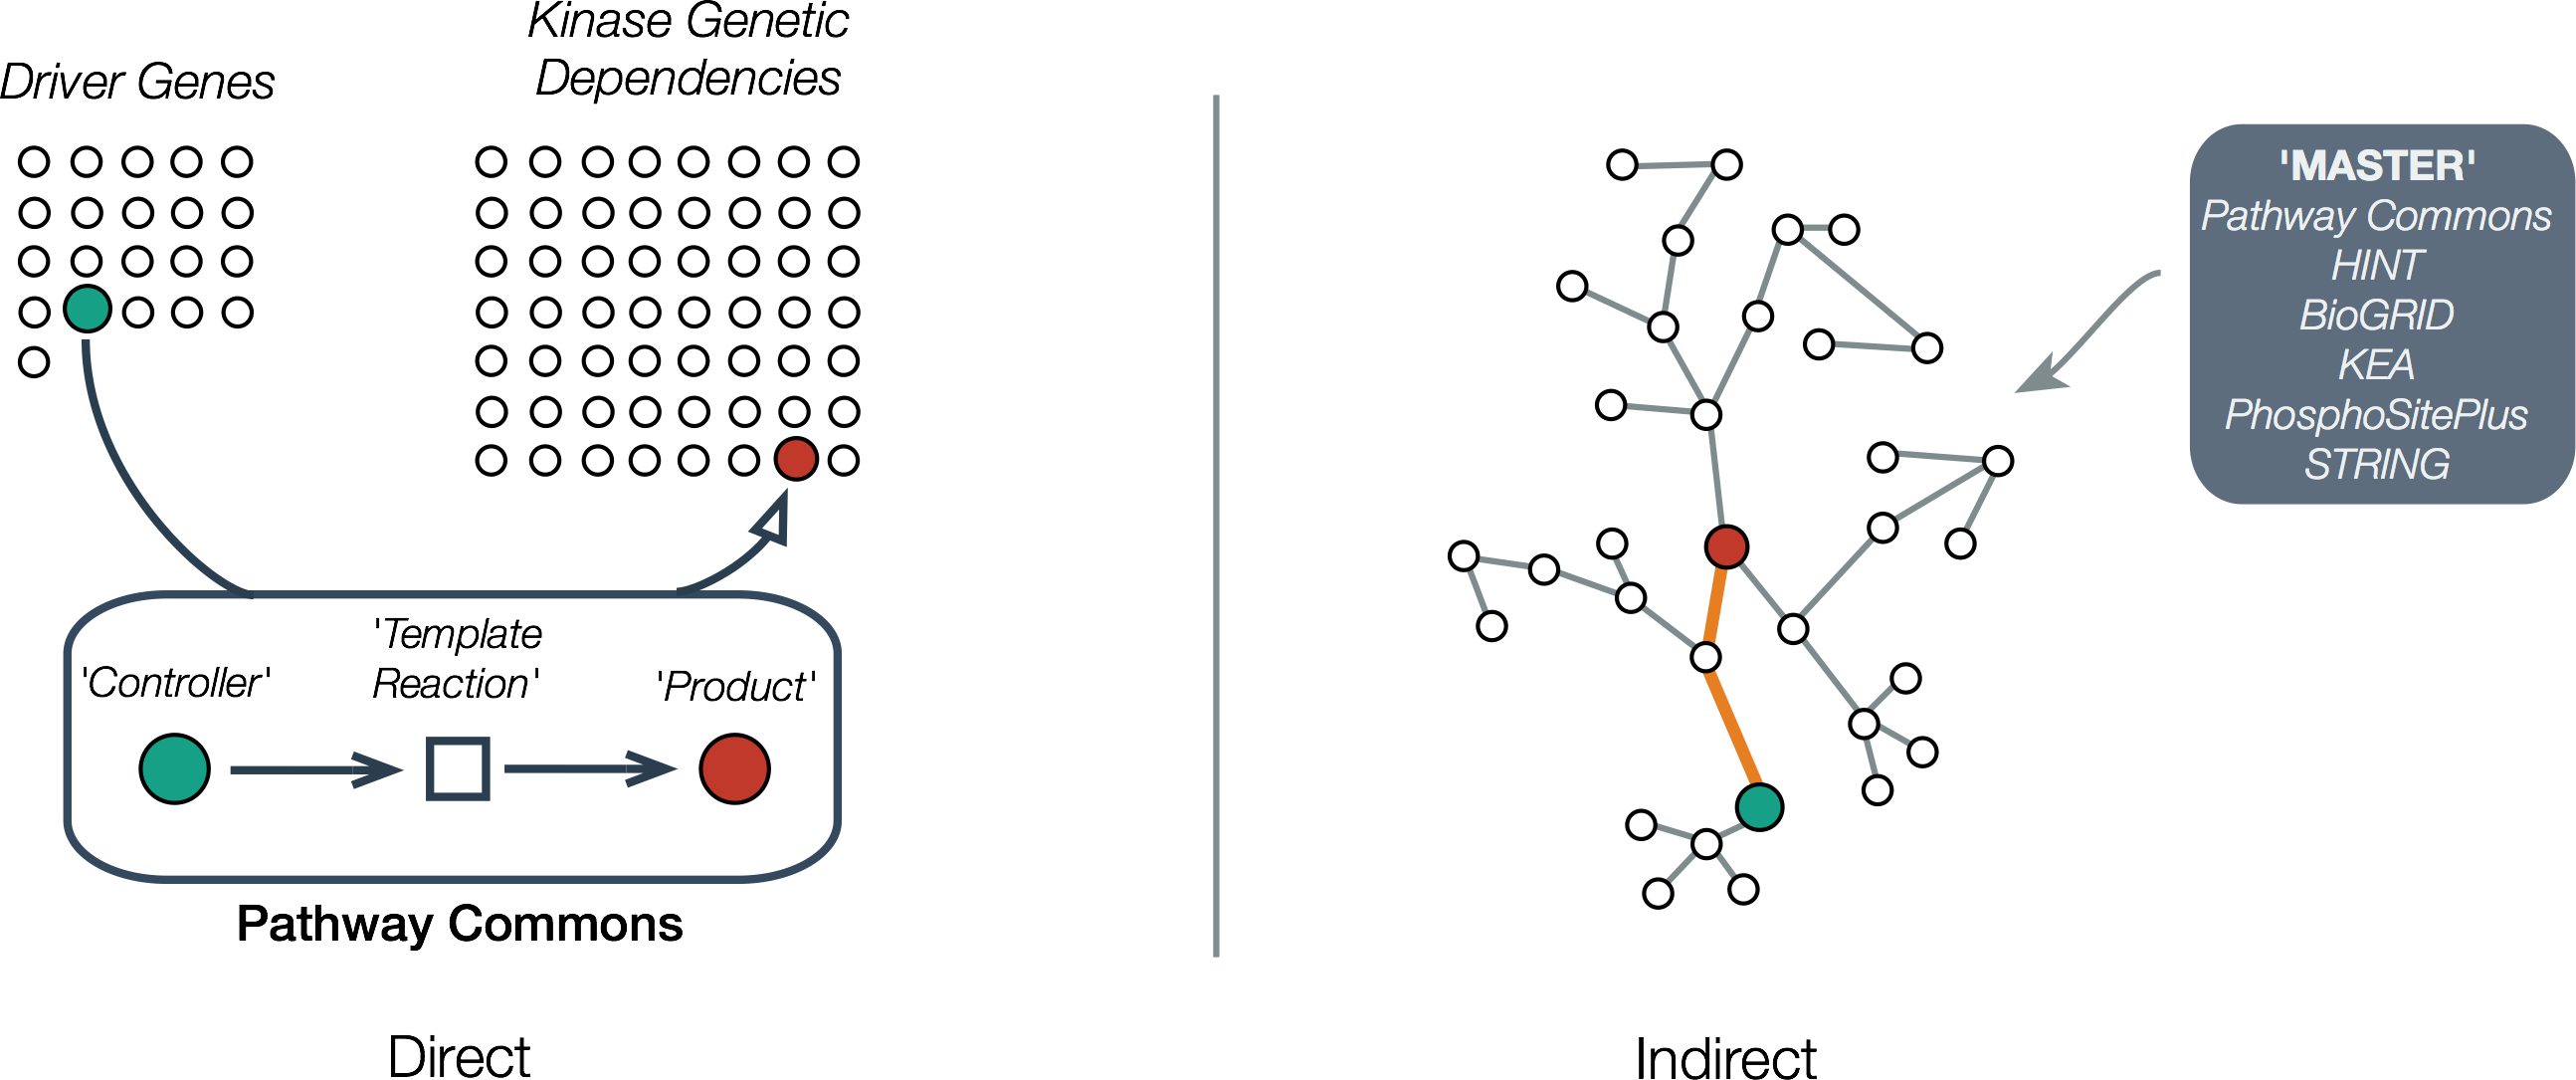 Driver Genes
Kinase Genetic
Dependencies
'Controller'
'Template
Reaction'
'Product'
Pathway Commons
Direct
'MASTER'
Pathway Commons
HINT
BioGRID
KEA
PhosphoSitePlus
STRING
Indirect